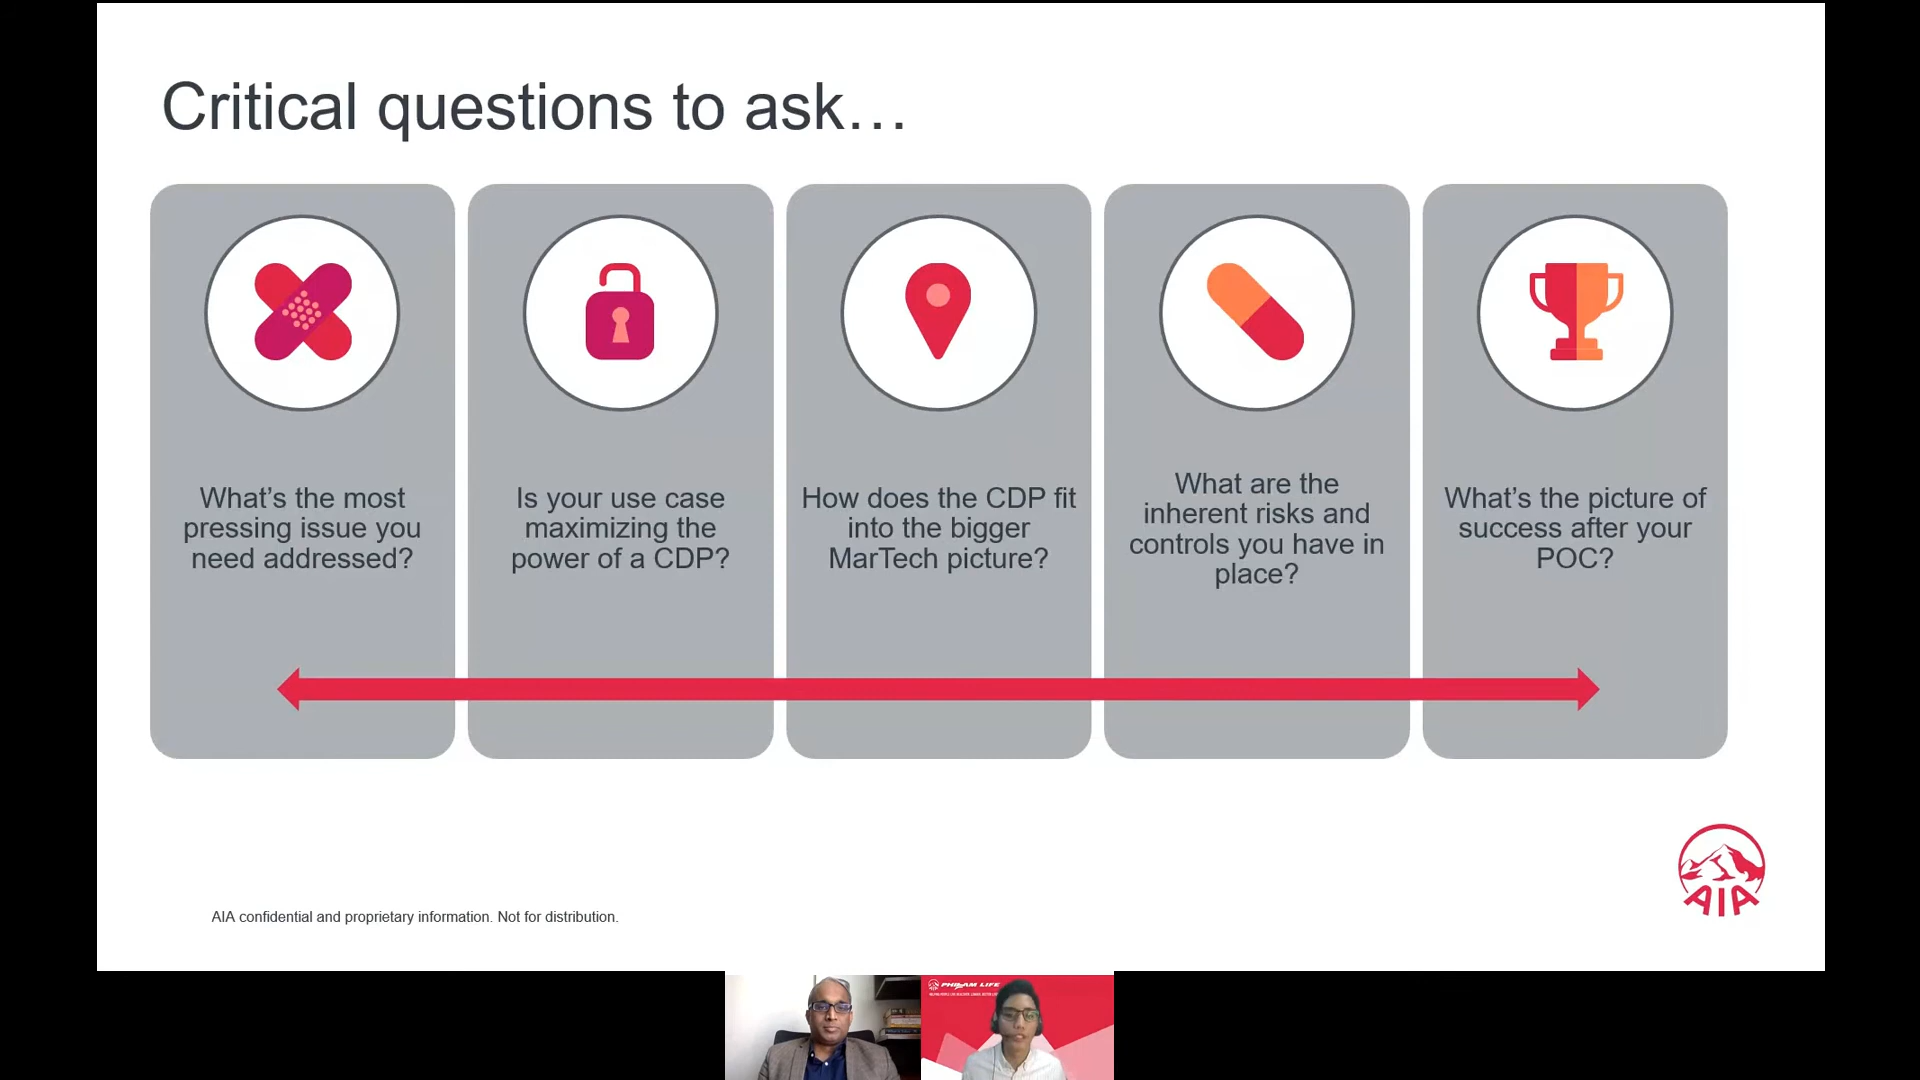 Critical questions to ask…
What’s the most
pressing issue you
need addressed?
Is your use case
maximizing the
power of a CDP?
How does the CDP fit
into the bigger
MarTech picture?
What are the
inherent risks and
controls you have in
place?
What’s the picture of
success after your
POC?
AIA
AIA confidential and proprietary information. Not for distribution.
PHILAM LIFE